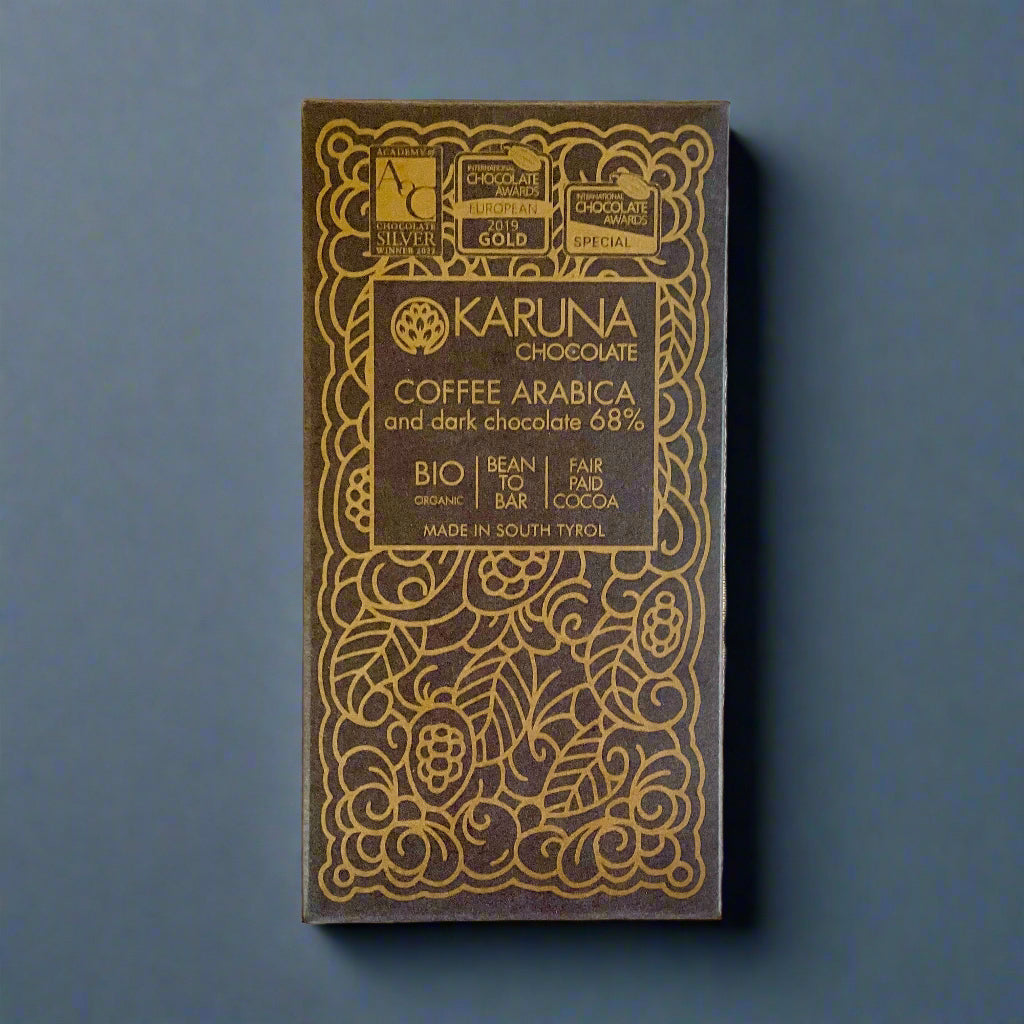 ACADEMY of
A of C
CHOCOLATE
SILVER
INTERNATIONAL
CHOCOLATE
AWARDS
EUROPEAN
2019
GOLD
INTERNATIONAL
CHOCOLATE
AWARDS
SPECIAL
KARUNA
CHOCOLATE
COFFEE ARABICA
and dark chocolate 68%
BIO
ORGANIC
BEAN
TO
BAR
FAIR
PAID
COCOA
MADE IN SOUTH TYROL